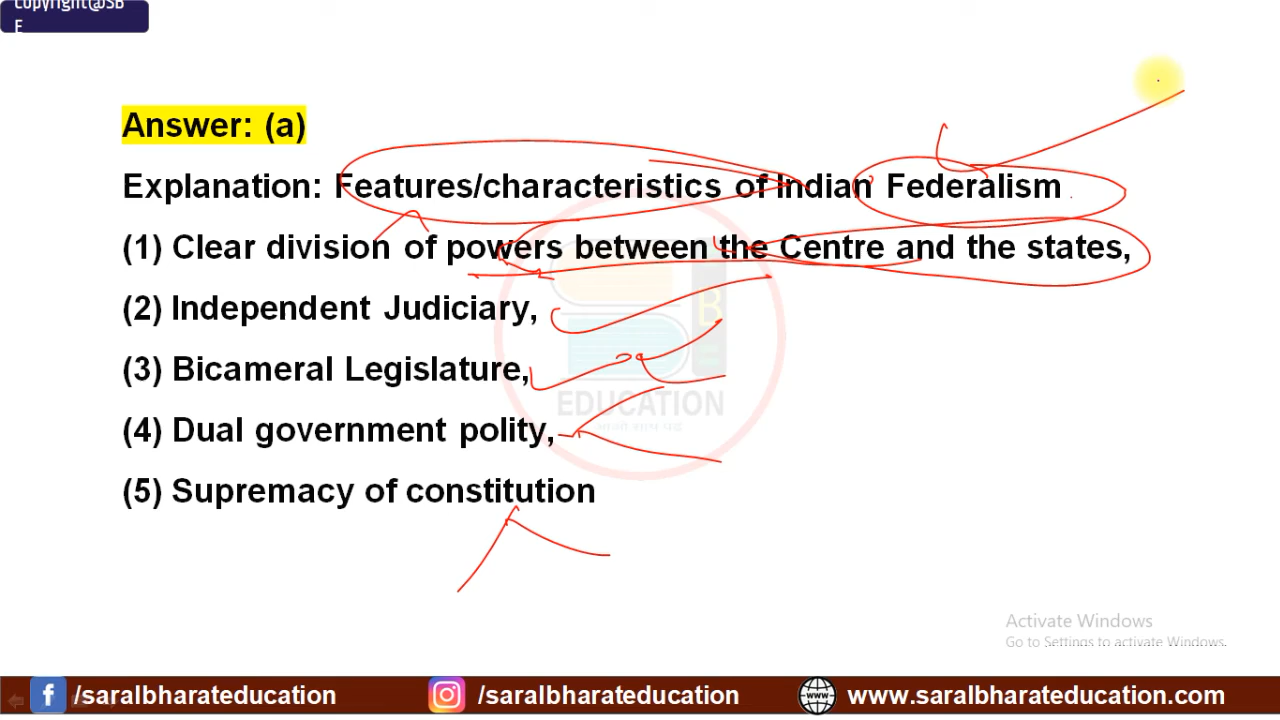 Copyright@SB
E
Answer: (a)
Explanation: Features/characteristics of Indian Federalism
(1) Clear division of powers between the Centre and the states,
(2) Independent Judiciary,
(3) Bicameral Legislature,
(4) Dual government polity,
(5) Supremacy of constitution
B
E
EDUCATION
Activate Windows
Go to Settings to activate Windows.
/saralbharateducation
/saralbharateducation
www.saralbharateducation.com